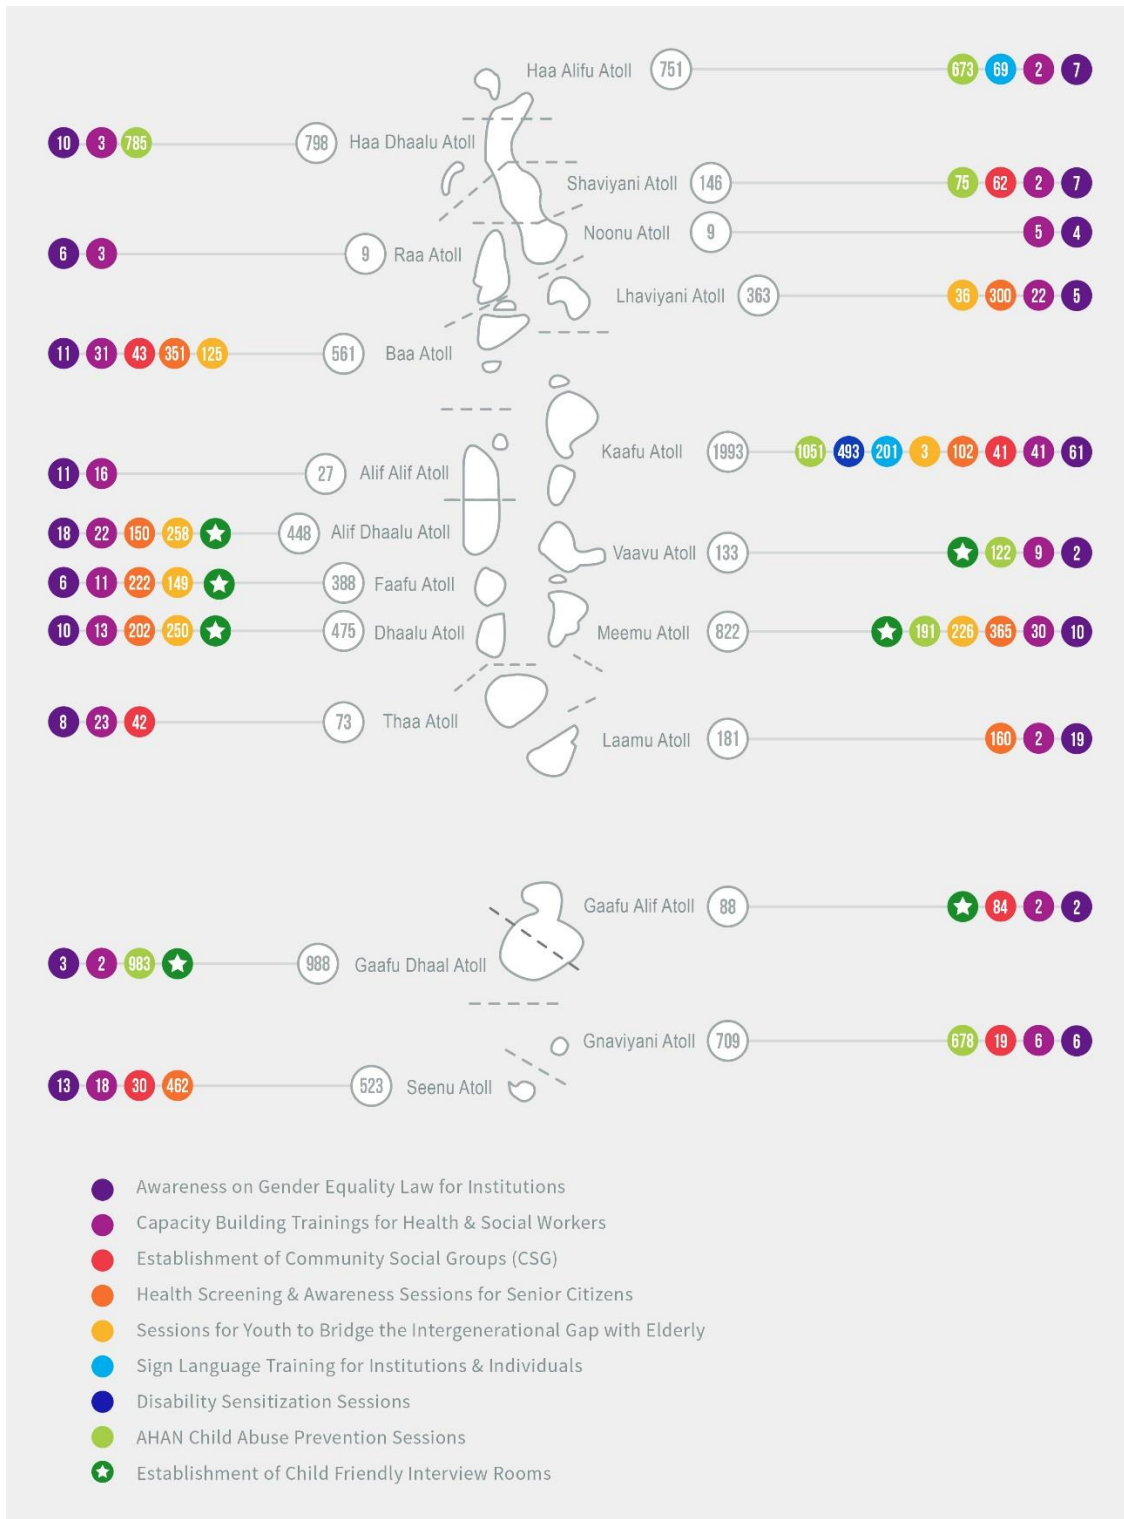 Haa Alifu Atoll 751 673 69 2 7
10 3 785 798 Haa Dhaalu Atoll
Shaviyani Atoll 146 75 62 2 7
Noonu Atoll 9 5 4
6 3 9 Raa Atoll
Lhaviyani Atoll 363 36 300 22 5
11 31 43 351 125 561 Baa Atoll
Kaafu Atoll 1993 1051 493 201 3 102 41 41 61
11 16 27 Alif Alif Atoll
18 22 150 258 448 Alif Dhaalu Atoll
Vaavu Atoll 133 122 9 2
6 11 222 149 388 Faafu Atoll
10 13 202 250 475 Dhaalu Atoll
Meemu Atoll 822 191 226 365 30 10
8 23 42 73 Thaa Atoll
Laamu Atoll 181 160 2 19
Gaafu Alif Atoll 88 84 2 2
3 2 983 988 Gaafu Dhaal Atoll
Gnaviyani Atoll 709 678 19 6 6
13 18 30 462 523 Seenu Atoll
Awareness on Gender Equality Law for Institutions
Capacity Building Trainings for Health & Social Workers
Establishment of Community Social Groups (CSG)
Health Screening & Awareness Sessions for Senior Citizens
Sessions for Youth to Bridge the Intergenerational Gap with Elderly
Sign Language Training for Institutions & Individuals
Disability Sensitization Sessions
AHAN Child Abuse Prevention Sessions
Establishment of Child Friendly Interview Rooms